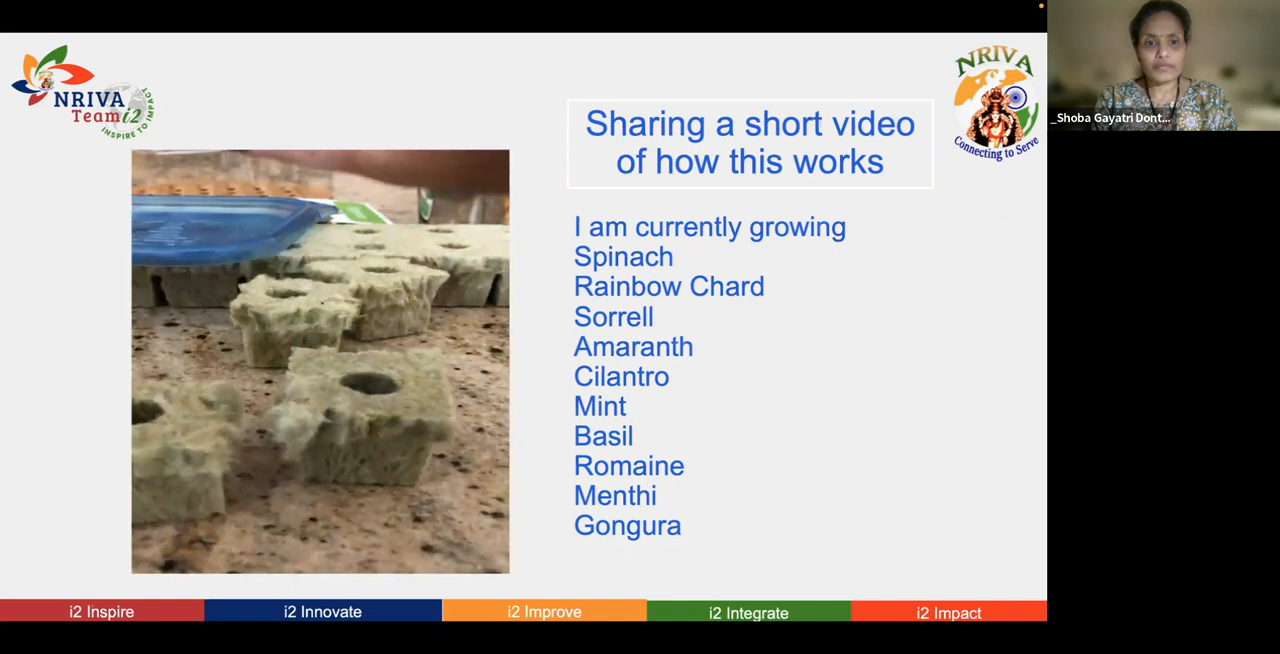 NRIVA
Team i2
INSPIRE TO IMPACT
Sharing a short video
of how this works
NRIVA
Connecting to Serve
_Shoba Gayatri Dont...
I am currently growing
Spinach
Rainbow Chard
Sorrell
Amaranth
Cilantro
Mint
Basil
Romaine
Menthi
Gongura
i2 Inspire
i2 Innovate
i2 Improve
i2 Integrate
i2 Impact